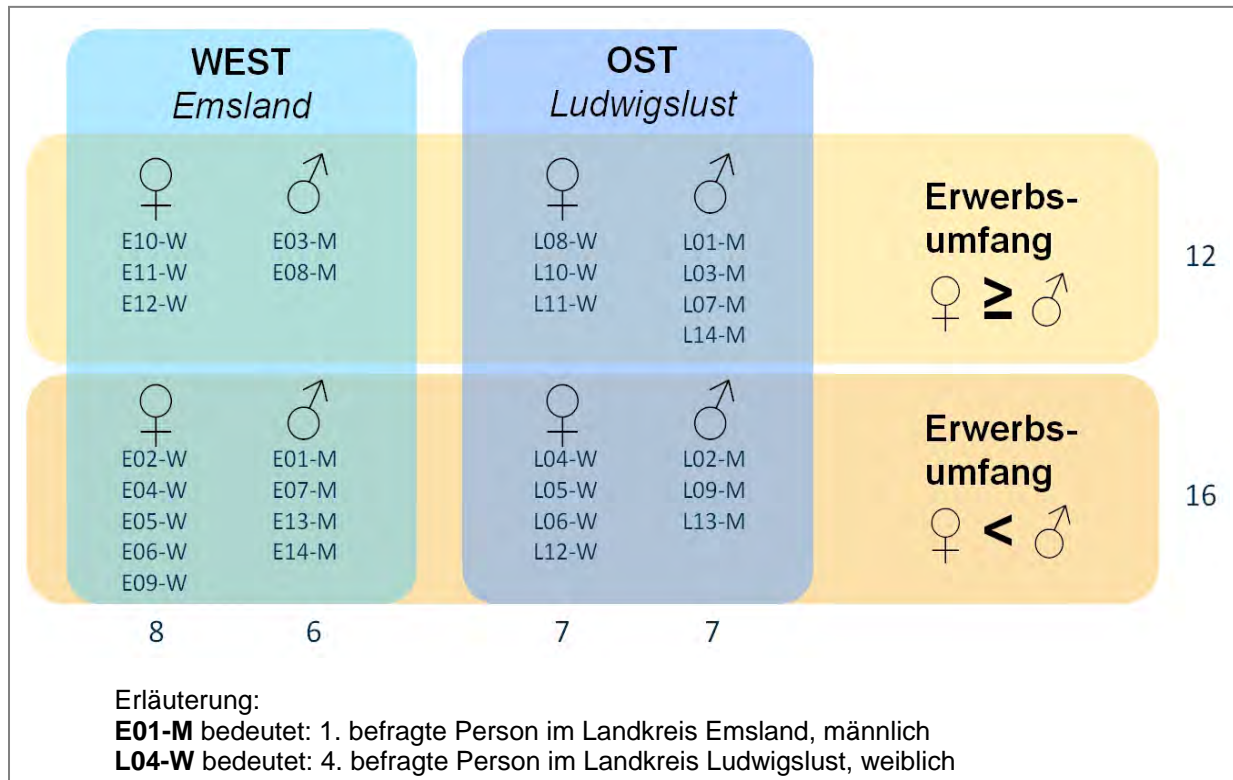 WEST
Emsland
OST
Ludwigslust
♀ ♂ ♀ ♂
E10-W E03-M L08-W L01-M
E11-W E08-M L10-W L03-M
E12-W L11-W L07-M
L14-M
Erwerbs-
umfang
♀ ≥ ♂
12
♀ ♂ ♀ ♂
E02-W E01-M L04-W L02-M
E04-W E07-M L05-W L09-M
E05-W E13-M L06-W L13-M
E06-W E14-M L12-W
E09-W
Erwerbs-
umfang
♀ < ♂
16
8 6 7 7
Erläuterung:
E01-M bedeutet: 1. befragte Person im Landkreis Emsland, männlich
L04-W bedeutet: 4. befragte Person im Landkreis Ludwigslust, weiblich